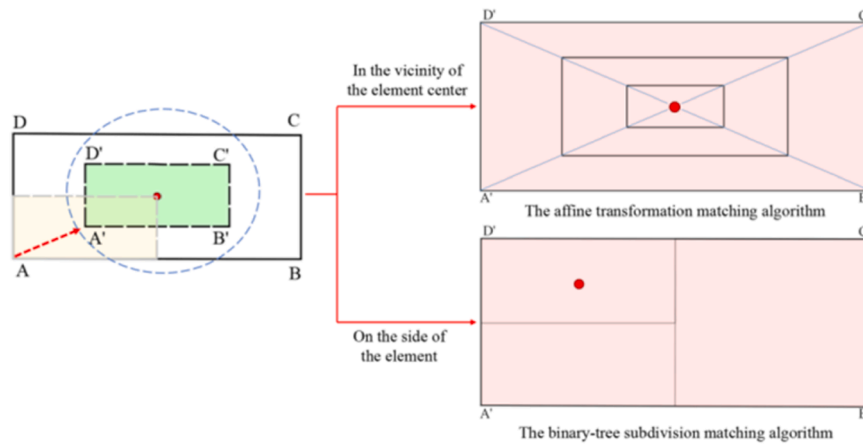 D
C
D'
C'
A'
B'
A
B
In the vicinity of
the element center
On the side of
the element
D'
A'
The affine transformation matching algorithm
D'
A'
The binary-tree subdivision matching algorithm